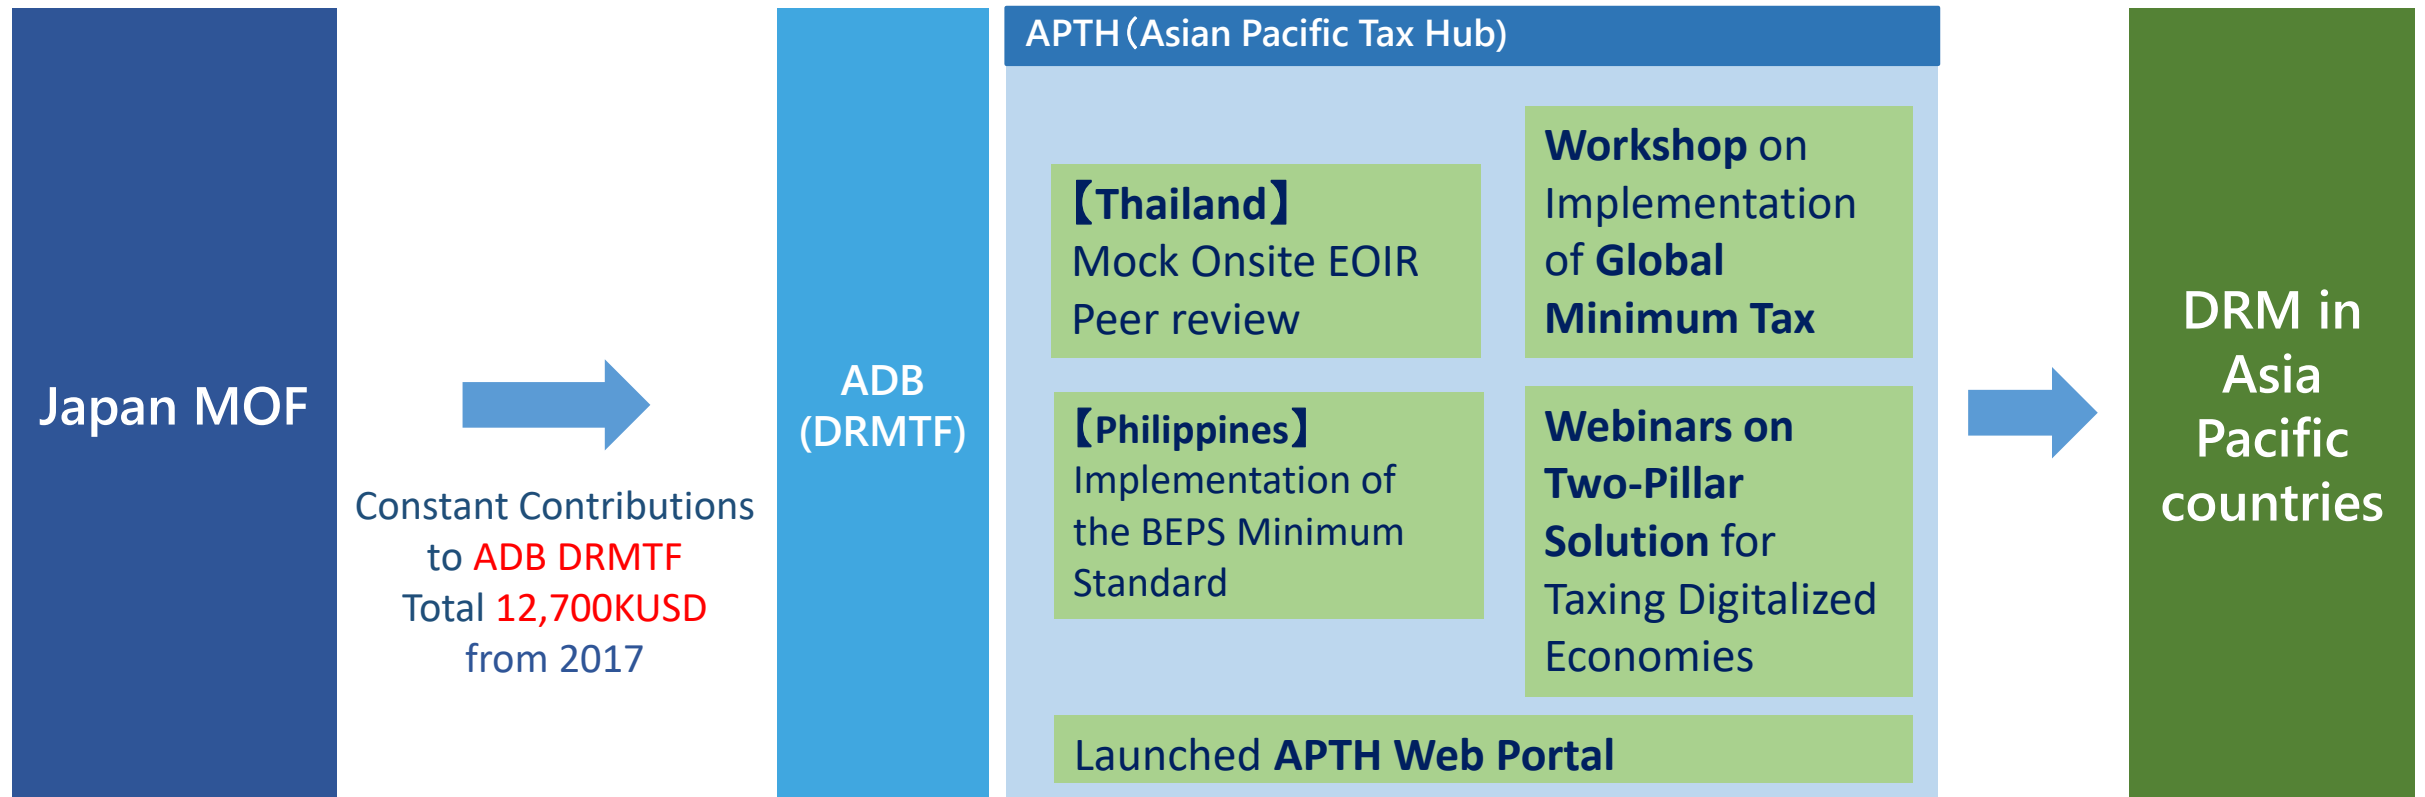 Japan MOF
Constant Contributions
to ADB DRMTF
Total 12,700KUSD
from 2017
ADB
(DRMTF)
APTH（Asian Pacific Tax Hub)
【Thailand】
Mock Onsite EOIR
Peer review
【Philippines】
Implementation of
the BEPS Minimum
Standard
Workshop on
Implementation
of Global
Minimum Tax
Webinars on
Two-Pillar
Solution for
Taxing Digitalized
Economies
Launched APTH Web Portal
DRM in
Asia
Pacific
countries